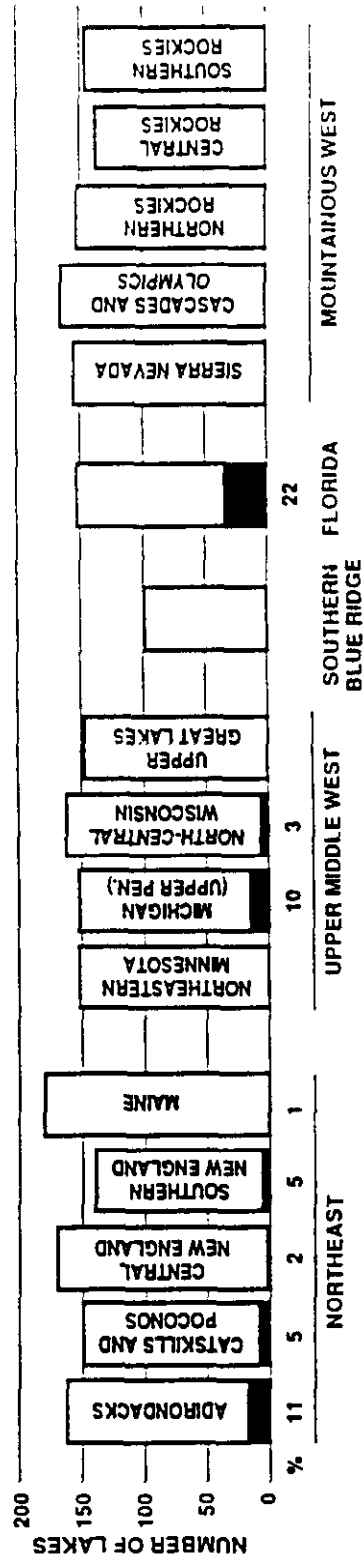 NUMBER OF LAKES
200
150
100
50
0
ADIRONDACKS
CATSKILLS AND
POCONOS
CENTRAL
NEW ENGLAND
SOUTHERN
NEW ENGLAND
MAINE
NORTHEASTERN
MINNESOTA
MICHIGAN
(UPPER PEN.)
NORTH-CENTRAL
WISCONSIN
UPPER
GREAT LAKES
SIERRA NEVADA
CASCADES AND
OLYMPICS
NORTHERN
ROCKIES
CENTRAL
ROCKIES
SOUTHERN
ROCKIES
% 11 5 2 5 1 10 3 22
NORTHEAST
UPPER MIDDLE WEST
SOUTHERN
BLUE RIDGE
FLORIDA
MOUNTAINOUS WEST